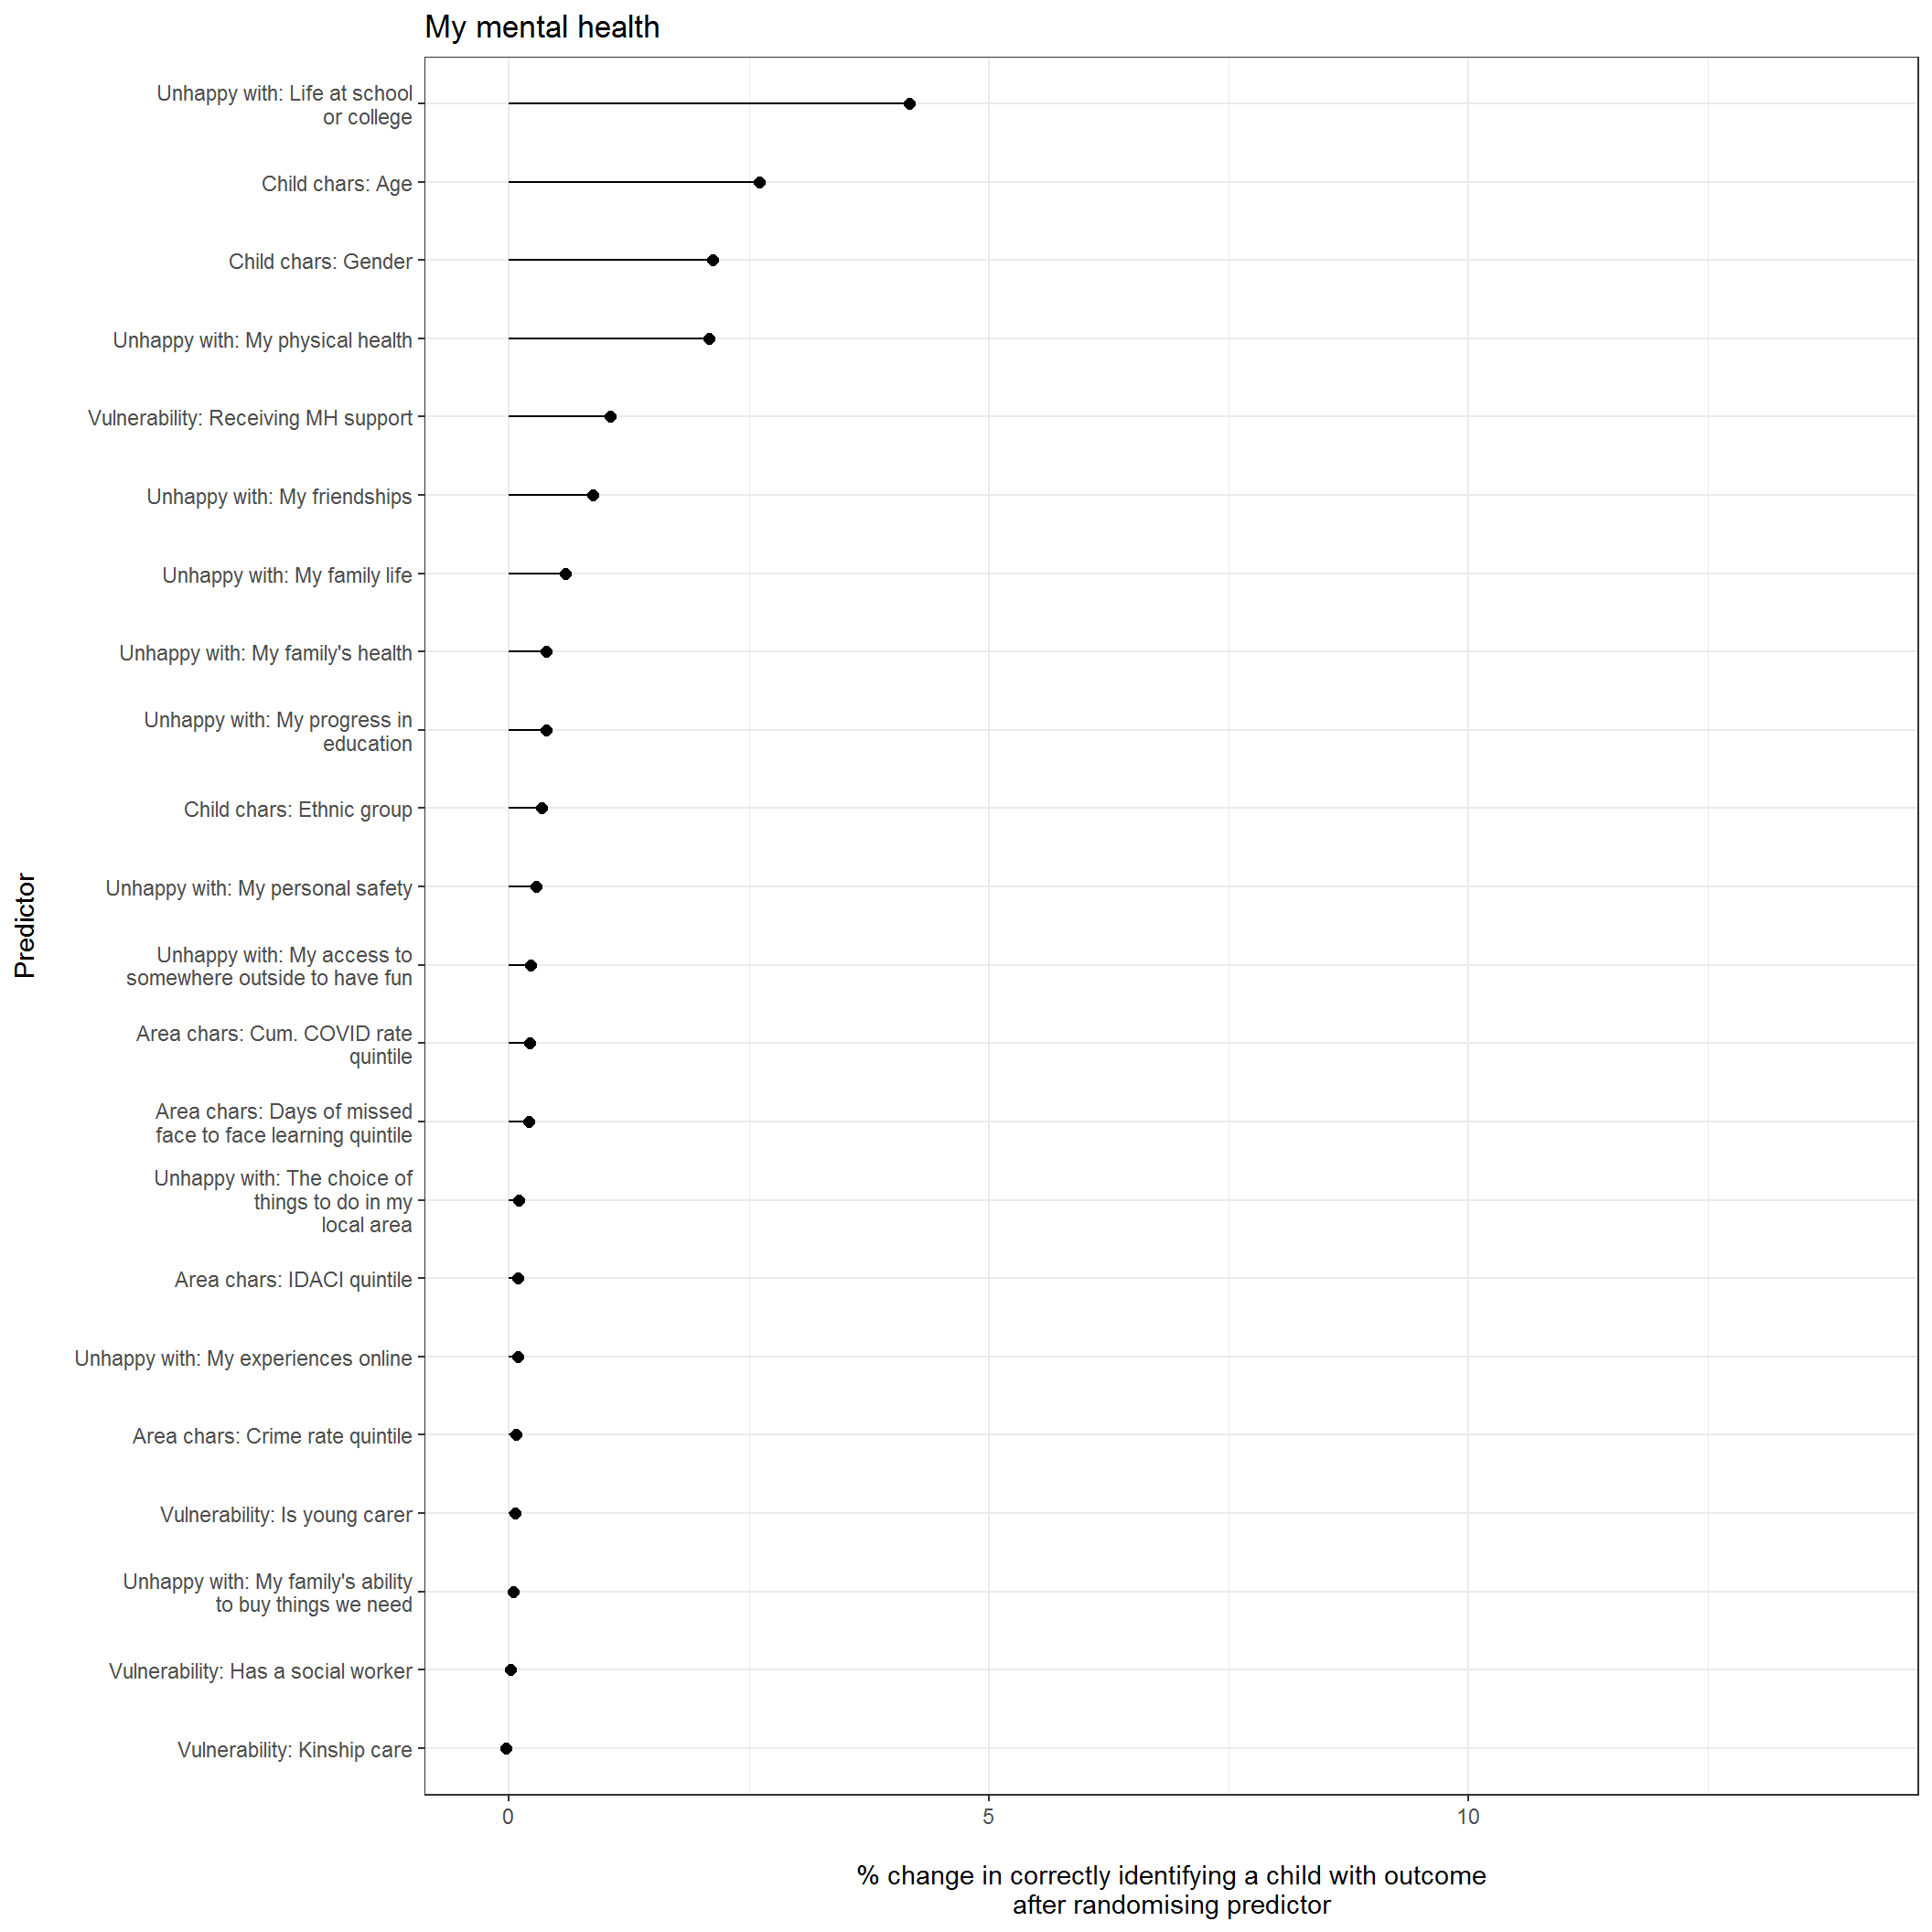 My mental health
Unhappy with: Life at school
or college
Child chars: Age
Child chars: Gender
Unhappy with: My physical health
Vulnerability: Receiving MH support
Unhappy with: My friendships
Unhappy with: My family life
Unhappy with: My family's health
Unhappy with: My progress in
education
Child chars: Ethnic group
Unhappy with: My personal safety
Unhappy with: My access to
somewhere outside to have fun
Area chars: Cum. COVID rate
quintile
Area chars: Days of missed
face to face learning quintile
Unhappy with: The choice of
things to do in my
local area
Area chars: IDACI quintile
Unhappy with: My experiences online
Area chars: Crime rate quintile
Vulnerability: Is young carer
Unhappy with: My family's ability
to buy things we need
Vulnerability: Has a social worker
Vulnerability: Kinship care
Predictor
0
5
10
% change in correctly identifying a child with outcome
after randomising predictor